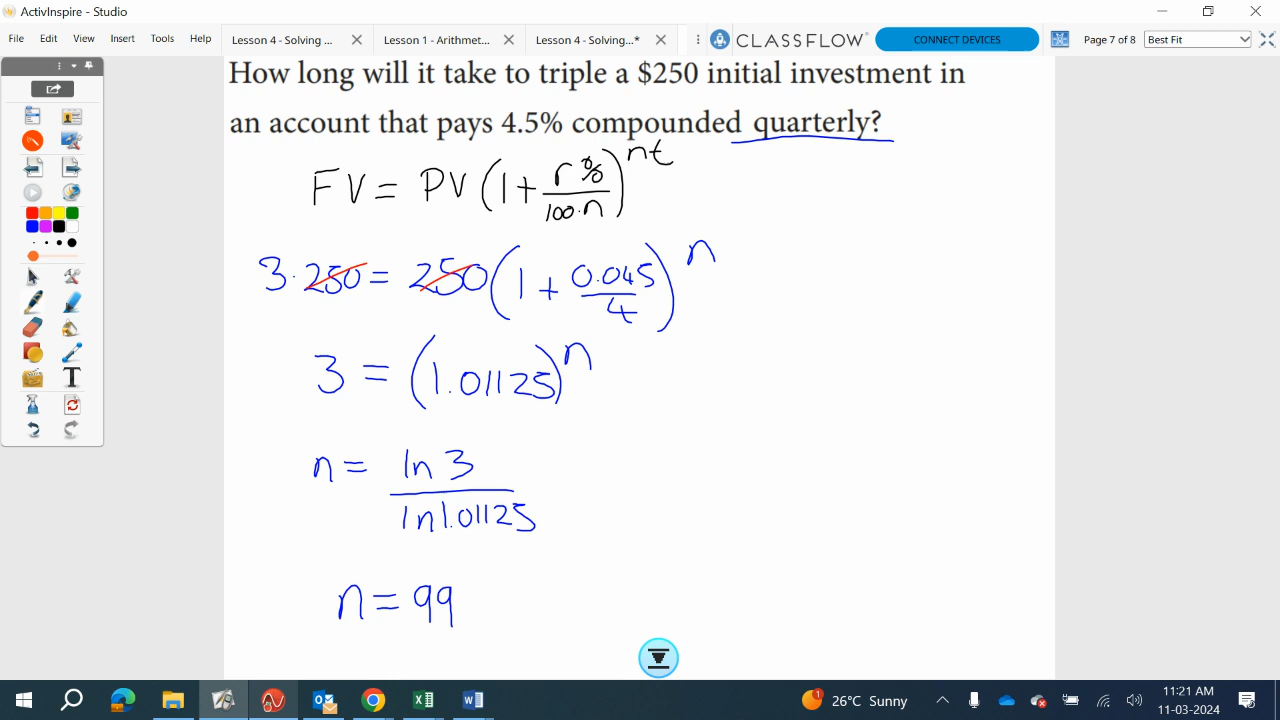 ActivInspire - Studio
File Edit View Insert Tools Help Lesson 4 - Solving ... Lesson 1 - Arithmet... Lesson 4 - Solving...* CLASSFLOW CONNECT DEVICES Page 7 of 8 Best Fit
How long will it take to triple a $250 initial investment in
an account that pays 4.5% compounded quarterly?
FV = PV (1 + r% / 100·n)^nt
3·250 = 250 (1 + 0.045 / 4)^n
3 = (1.01125)^n
n = ln 3 / ln 1.01125
n = 99
1 26°C Sunny 11:21 AM
11-03-2024